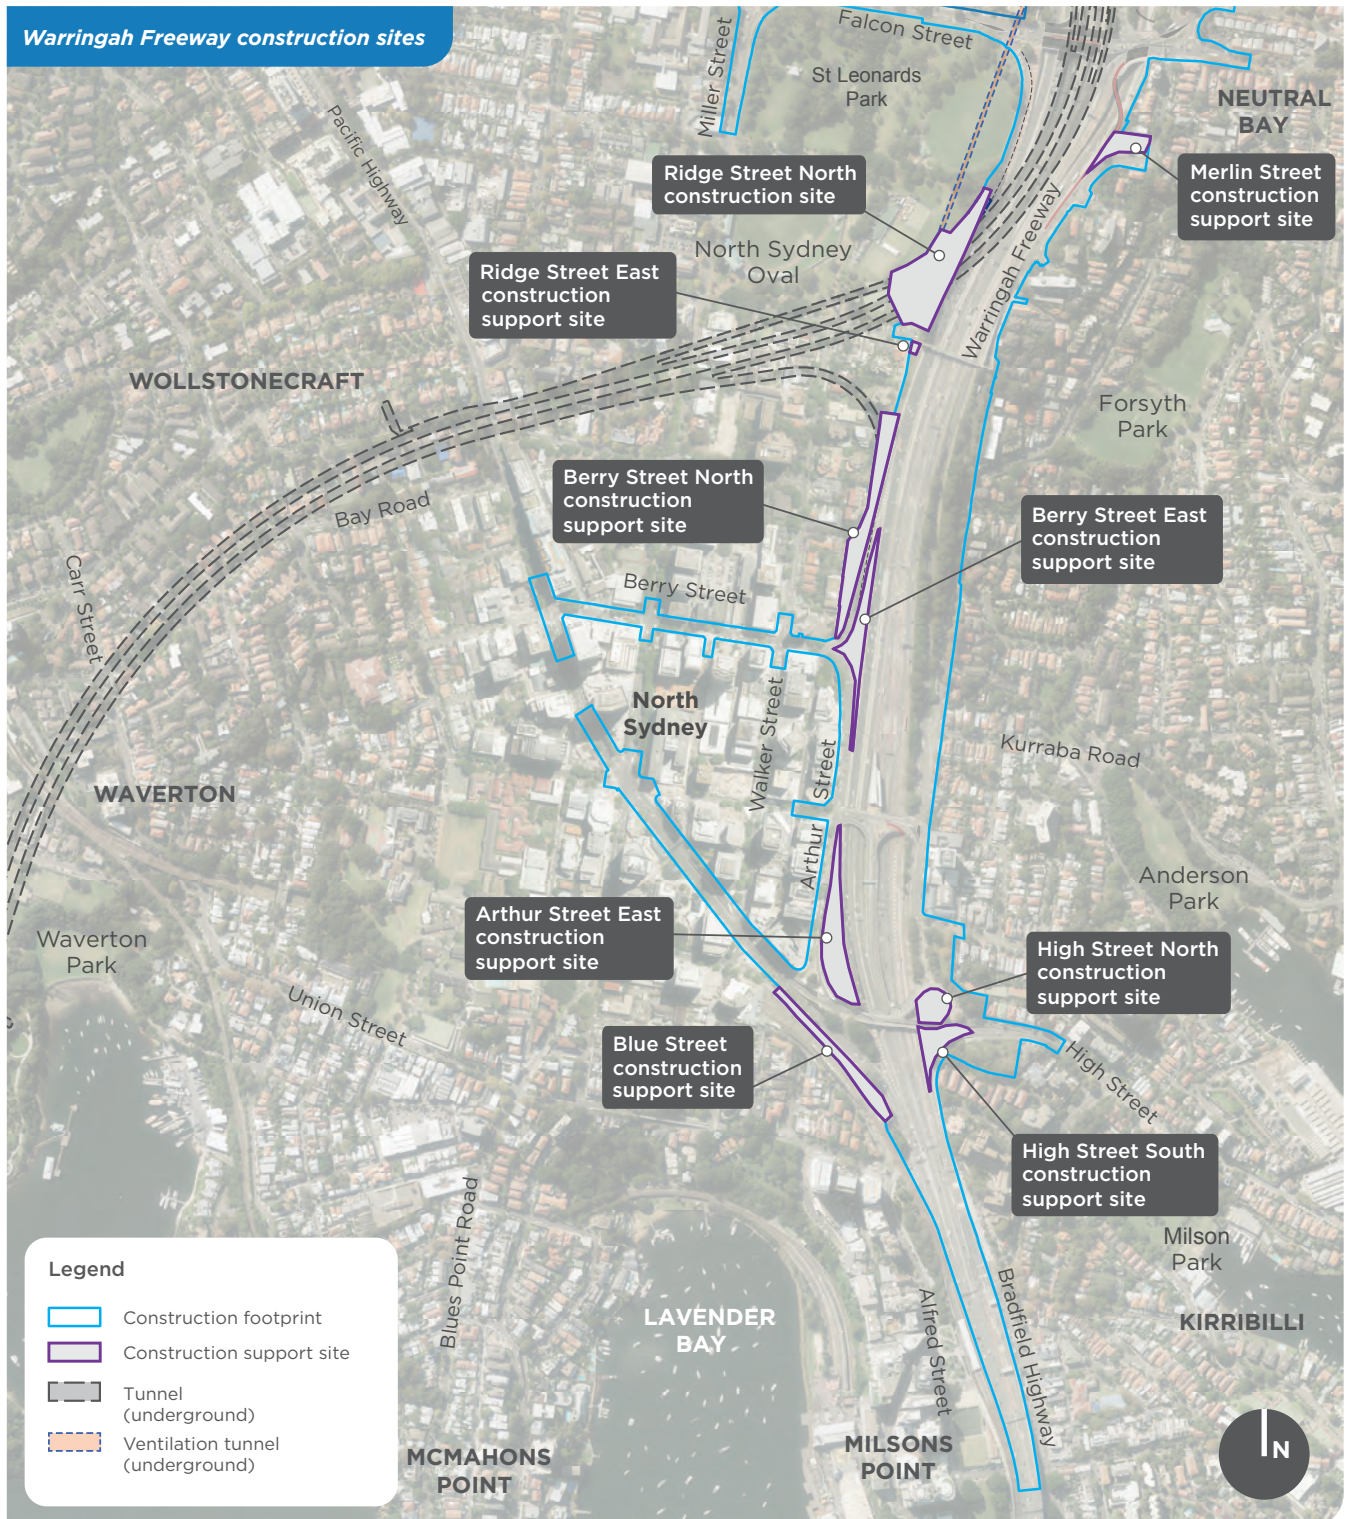 Warringah Freeway construction sites
Miller Street
Falcon Street
St Leonards
Park
NEUTRAL
BAY
Pacific Highway
Ridge Street North
construction site
Merlin Street
construction
support site
North Sydney
Oval
Warringah Freeway
Ridge Street East
construction
support site
WOLLSTONECRAFT
Forsyth
Park
Berry Street North
construction
support site
Bay Road
Berry Street East
construction
support site
Carr Street
Berry Street
North
Sydney
Walker Street
Arthur Street
Kurraba Road
WAVERTON
Anderson
Park
Arthur Street East
construction
support site
Waverton
Park
High Street North
construction
support site
Union Street
Blue Street
construction
support site
High Street
High Street South
construction
support site
Blues Point Road
Milson
Park
Legend
Construction footprint
Construction support site
Tunnel
(underground)
Ventilation tunnel
(underground)
LAVENDER
BAY
Alfred Street
Bradfield Highway
KIRRIBILLI
MCMAHONS
POINT
MILSONS
POINT
N